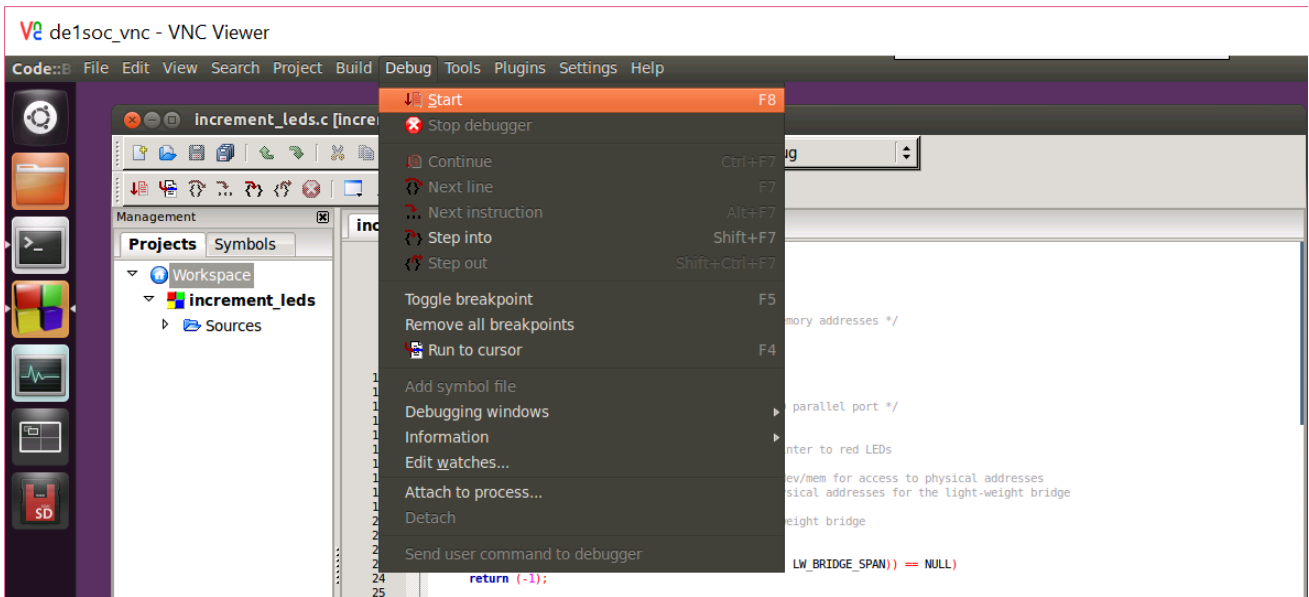 de1soc_vnc - VNC Viewer
Code::B File Edit View Search Project Build Debug Tools Plugins Settings Help
increment_leds.c [incre
Start F8
Stop debugger
Continue Ctrl+F7
Next line F7
Next instruction Alt+F7
Step into Shift+F7
Step out Shift+Ctrl+F7
Toggle breakpoint F5
Remove all breakpoints
Run to cursor F4
Add symbol file
Debugging windows
Information
Edit watches...
Attach to process...
Detach
Send user command to debugger
Management
Projects Symbols
Workspace
increment_leds
Sources
inc
ug
emory addresses */
parallel port */
nter to red LEDs
ev/mem for access to physical addresses
sical addresses for the light-weight bridge
eight bridge
LW_BRIDGE_SPAN)) == NULL)
24 return (-1);
25
SD